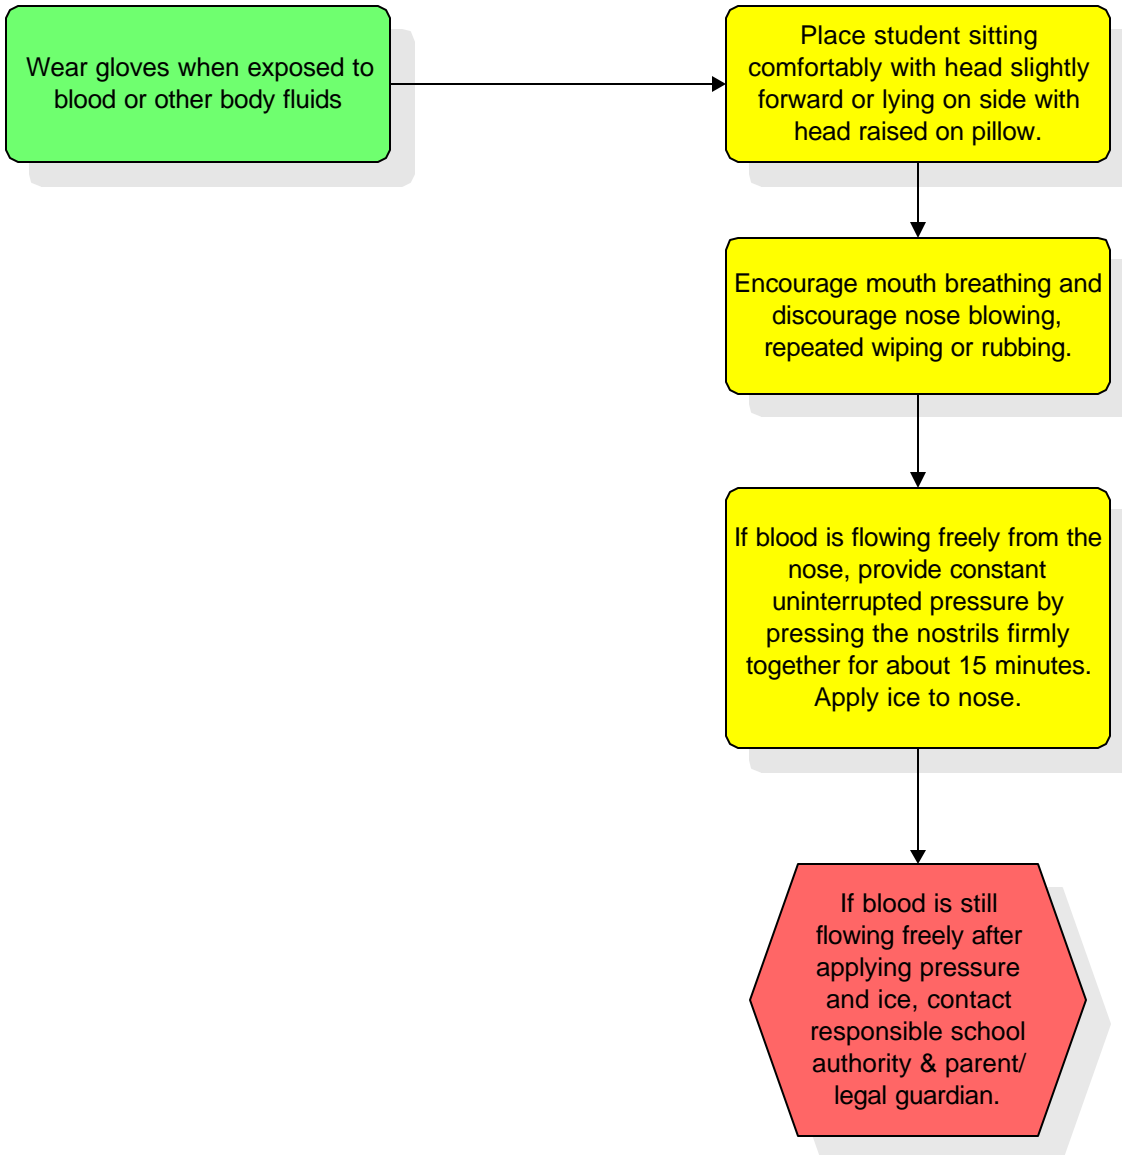 Wear gloves when exposed to
blood or other body fluids
Place student sitting
comfortably with head slightly
forward or lying on side with
head raised on pillow.
Encourage mouth breathing and
discourage nose blowing,
repeated wiping or rubbing.
If blood is flowing freely from the
nose, provide constant
uninterrupted pressure by
pressing the nostrils firmly
together for about 15 minutes.
Apply ice to nose.
If blood is still
flowing freely after
applying pressure
and ice, contact
responsible school
authority & parent/
legal guardian.